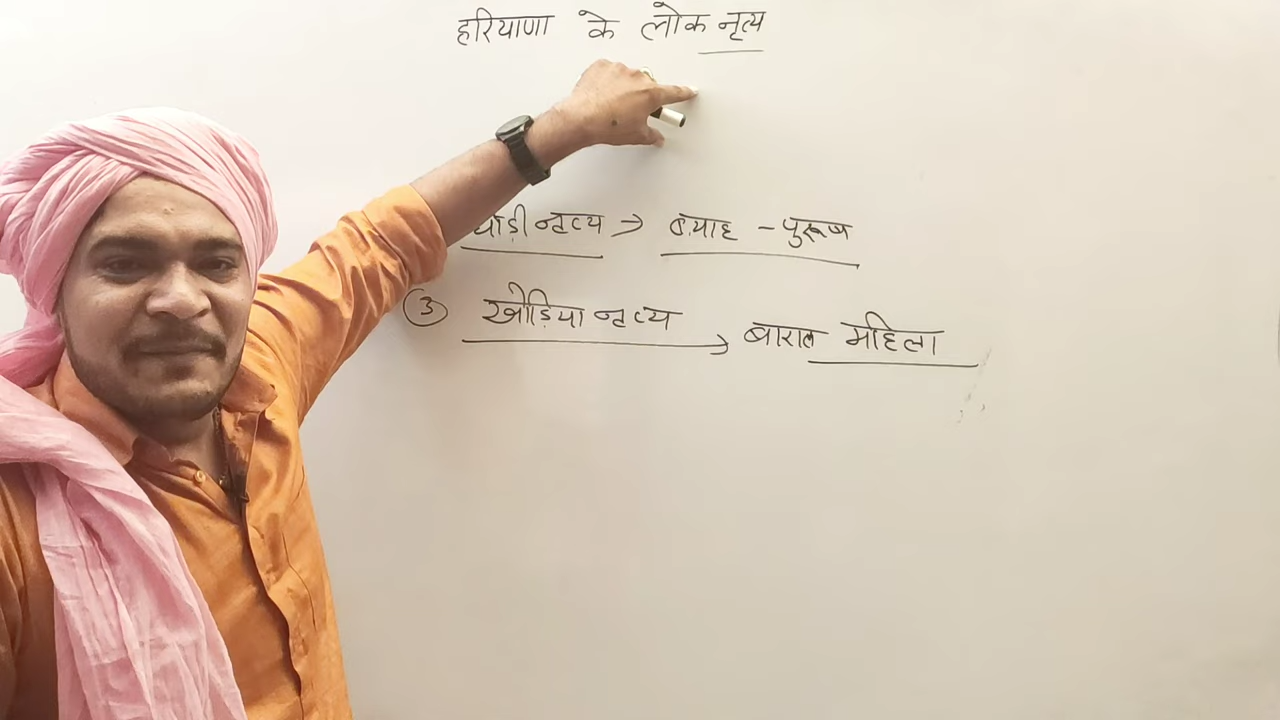 हरियाणा के लोक नृत्य
नृत्य → ब्याह - पुरूष
③ खोड़िया नृत्य → बारात महिला